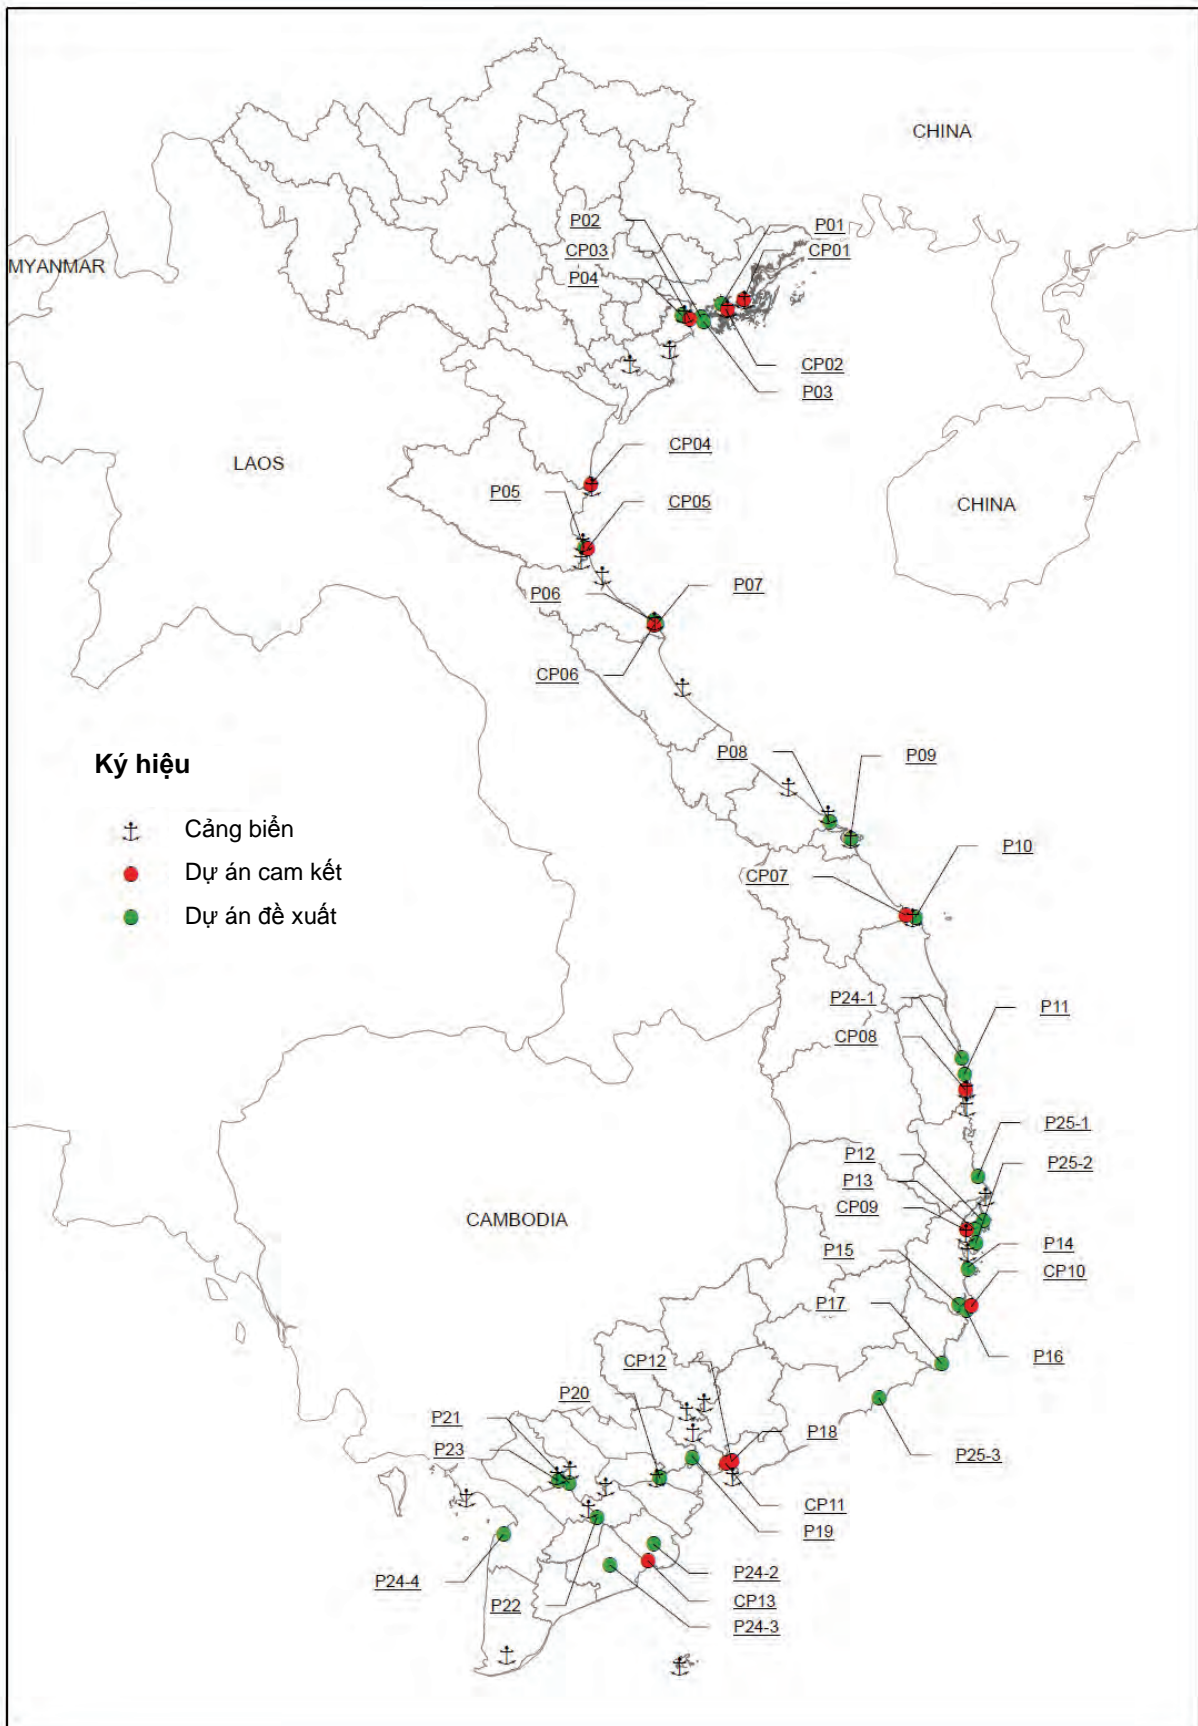 CHINA
P02
P01
CP03
CP01
P04
MYANMAR
CP02
P03
CP04
LAOS
P05
CP05
CHINA
P06
P07
CP06
P08
P09
Ký hiệu
Cảng biển
Dự án cam kết
Dự án đề xuất
P10
CP07
P24-1
P11
CP08
P25-1
P12
P25-2
P13
CP09
CAMBODIA
P14
P15
CP10
P17
P16
CP12
P20
P21
P18
P23
P25-3
CP11
P19
P24-4
P24-2
P22
CP13
P24-3